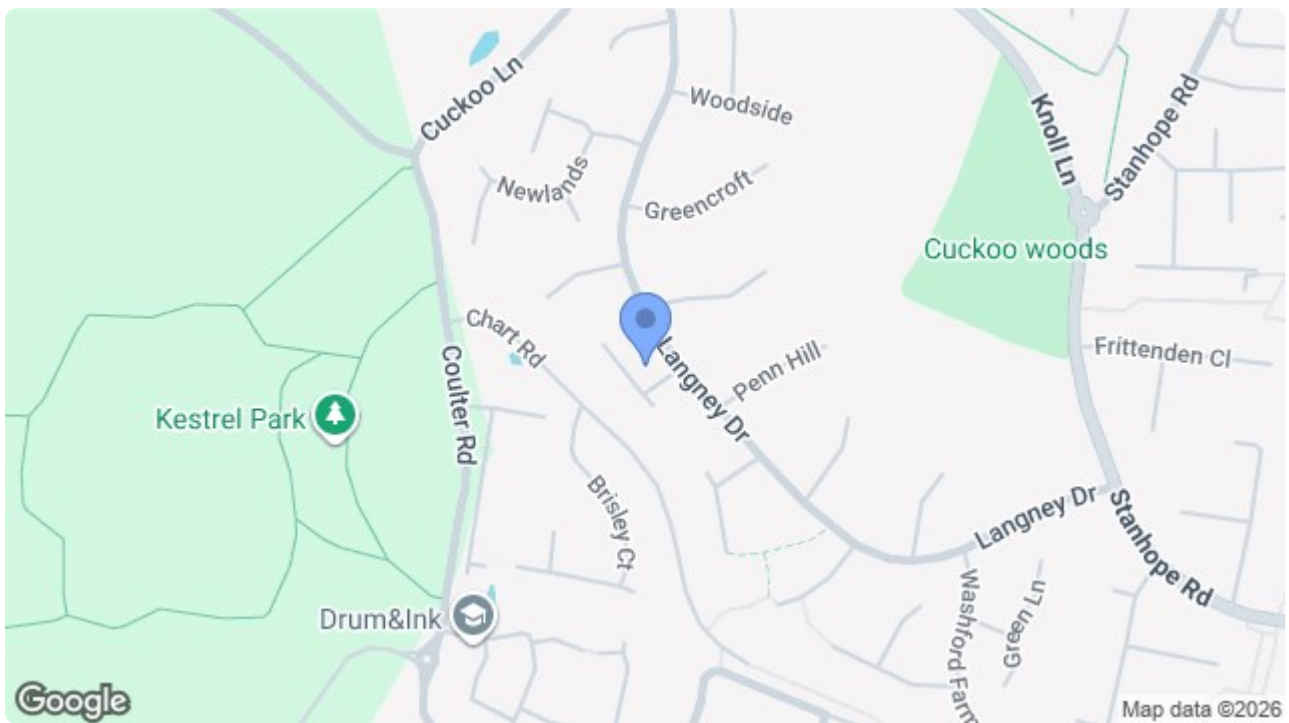 Cuckoo Ln
Woodside
Knoll Ln
Stanhope Rd
Newlands
Greencroft
Cuckoo woods
Chart Rd
Langney Dr
Penn Hill
Frittenden Cl
Coulter Rd
Kestrel Park
Brisley Ct
Langney Dr
Stanhope Rd
Drum&Ink
Washford Farm
Green Ln
Google
Map data ©2026